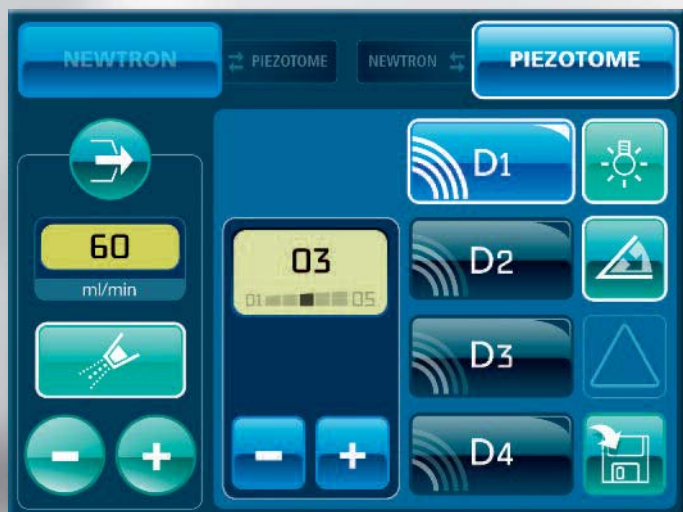 NEWTRON
PIEZOTOME
NEWTRON
PIEZOTOME
D1
60
ml/min
03
01 05
D2
D3
D4
- +
- +